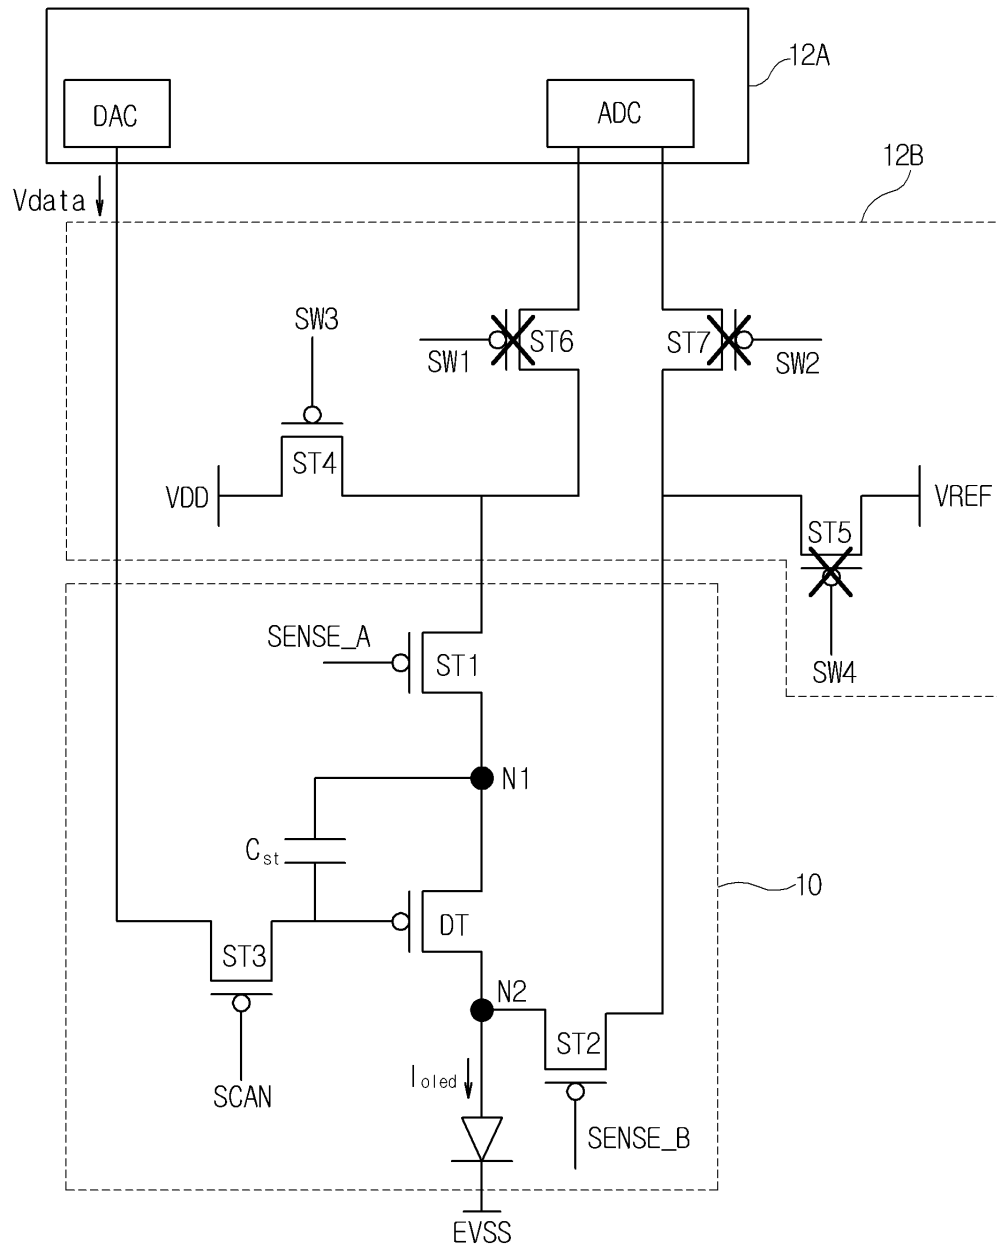 12A
DAC
ADC
12B
Vdata
SW3
ST6
ST7
SW1
SW2
ST4
VDD
VREF
ST5
SENSE_A
ST1
SW4
N1
Cst
10
DT
ST3
N2
ST2
Ioled
SCAN
SENSE_B
EVSS